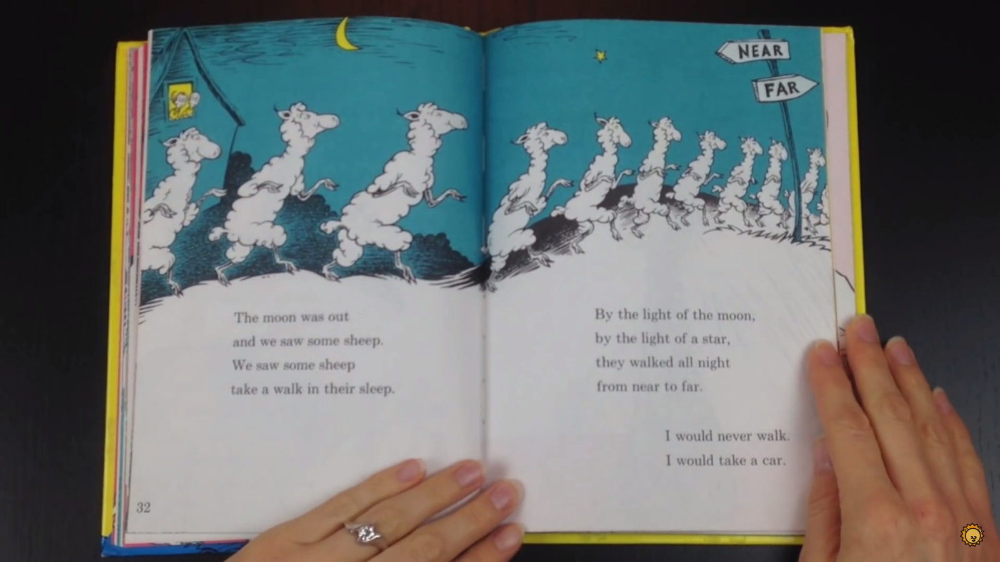 NEAR
FAR
The moon was out
and we saw some sheep.
We saw some sheep
take a walk in their sleep.
By the light of the moon,
by the light of a star,
they walked all night
from near to far.
I would never walk.
I would take a car.
32